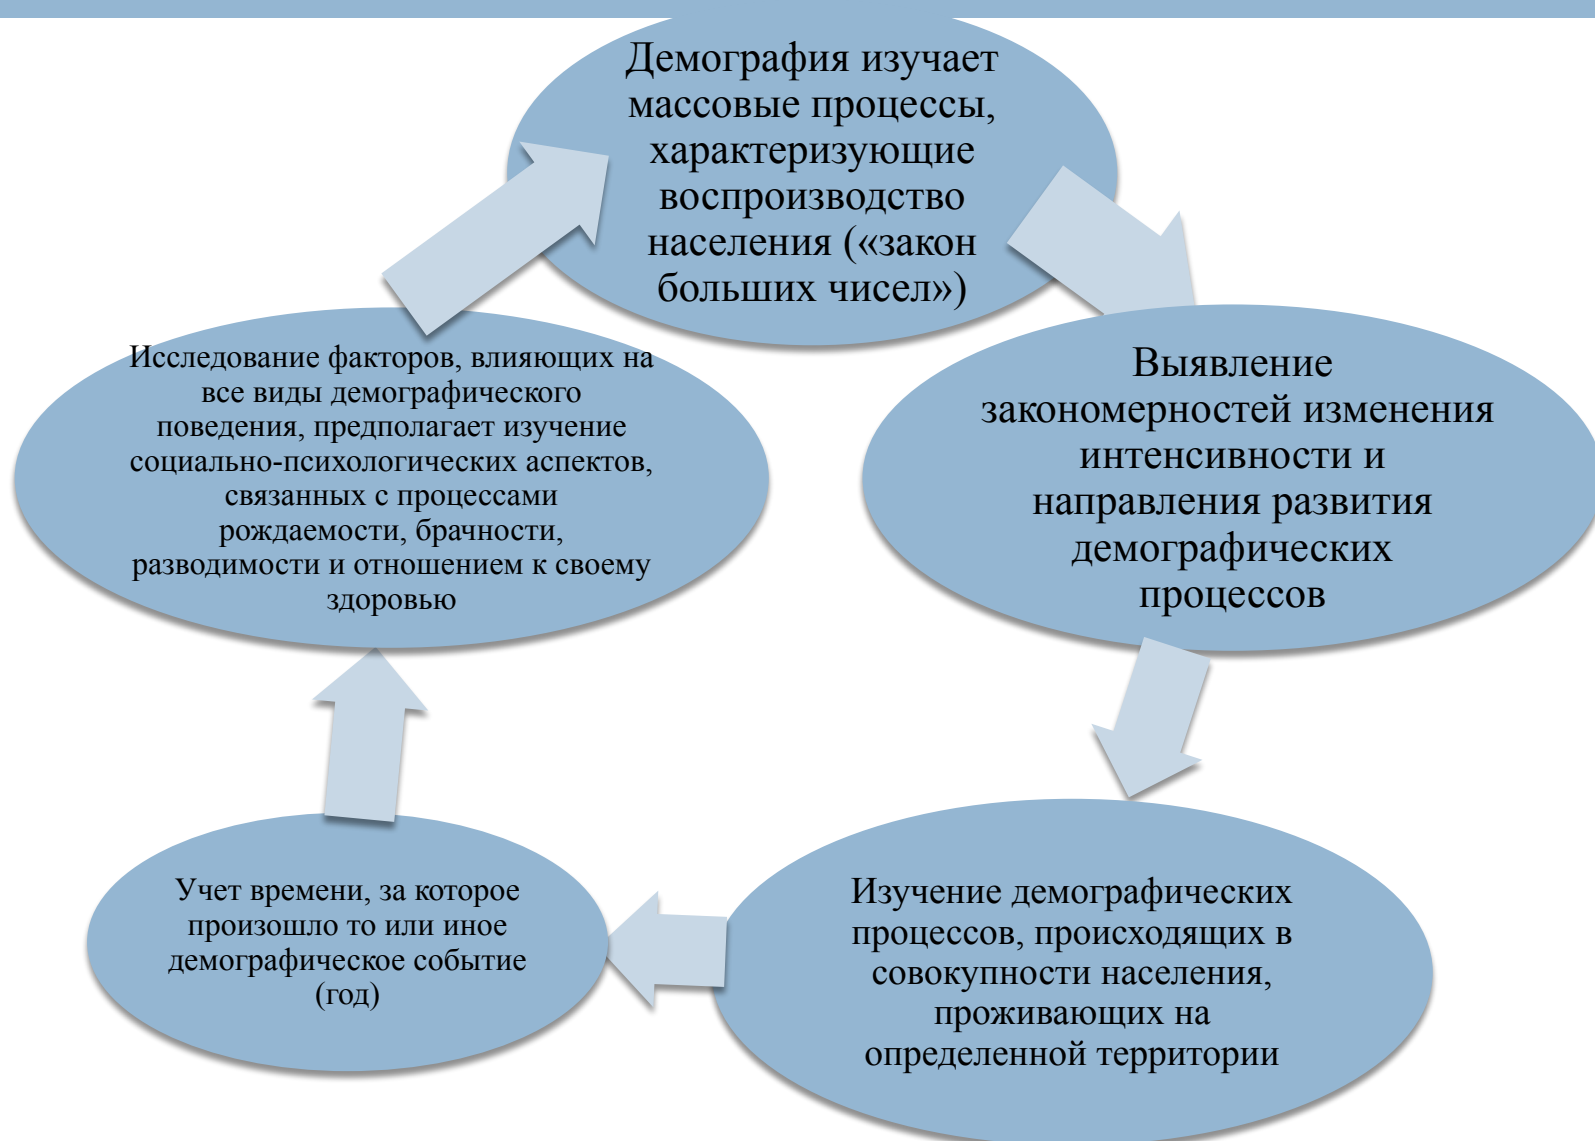 Демография изучает
массовые процессы,
характеризующие
воспроизводство
населения («закон
больших чисел»)
Выявление
закономерностей изменения
интенсивности и
направления развития
демографических
процессов
Изучение демографических
процессов, происходящих в
совокупности населения,
проживающих на
определенной территории
Учет времени, за которое
произошло то или иное
демографическое событие
(год)
Исследование факторов, влияющих на
все виды демографического
поведения, предполагает изучение
социально-психологических аспектов,
связанных с процессами
рождаемости, брачности,
разводимости и отношением к своему
здоровью